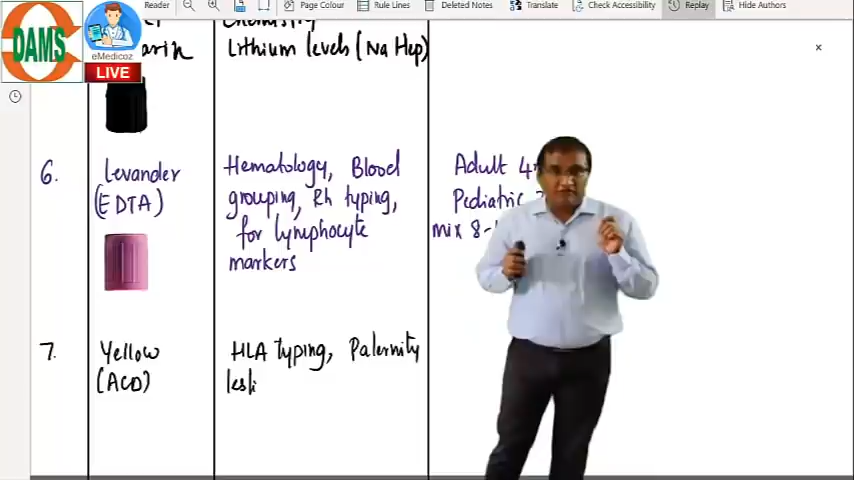 Reader
Page Colour
Rule Lines
Deleted Notes
Translate
Check Accessibility
Replay
Hide Authors
DAMS
eMedicoz
LIVE
Lithium levels (Na Hep)
6.
Levander
(EDTA)
Hematology, Blood
grouping, Rh typing,
for lymphocyte
markers
Adult
Pediatric
mix 8-
7.
Yellow
(ACD)
HLA typing, Paternity
testi